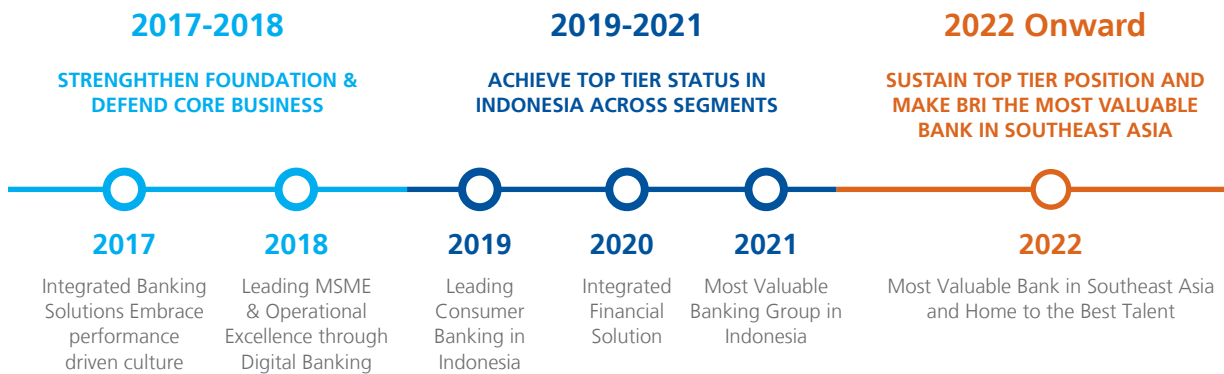 2017-2018
STRENGHTHEN FOUNDATION &
DEFEND CORE BUSINESS
2019-2021
ACHIEVE TOP TIER STATUS IN
INDONESIA ACROSS SEGMENTS
2022 Onward
SUSTAIN TOP TIER POSITION AND
MAKE BRI THE MOST VALUABLE
BANK IN SOUTHEAST ASIA
2017
Integrated Banking
Solutions Embrace
performance
driven culture
2018
Leading MSME
& Operational
Excellence through
Digital Banking
2019
Leading
Consumer
Banking in
Indonesia
2020
Integrated
Financial
Solution
2021
Most Valuable
Banking Group in
Indonesia
2022
Most Valuable Bank in Southeast Asia
and Home to the Best Talent